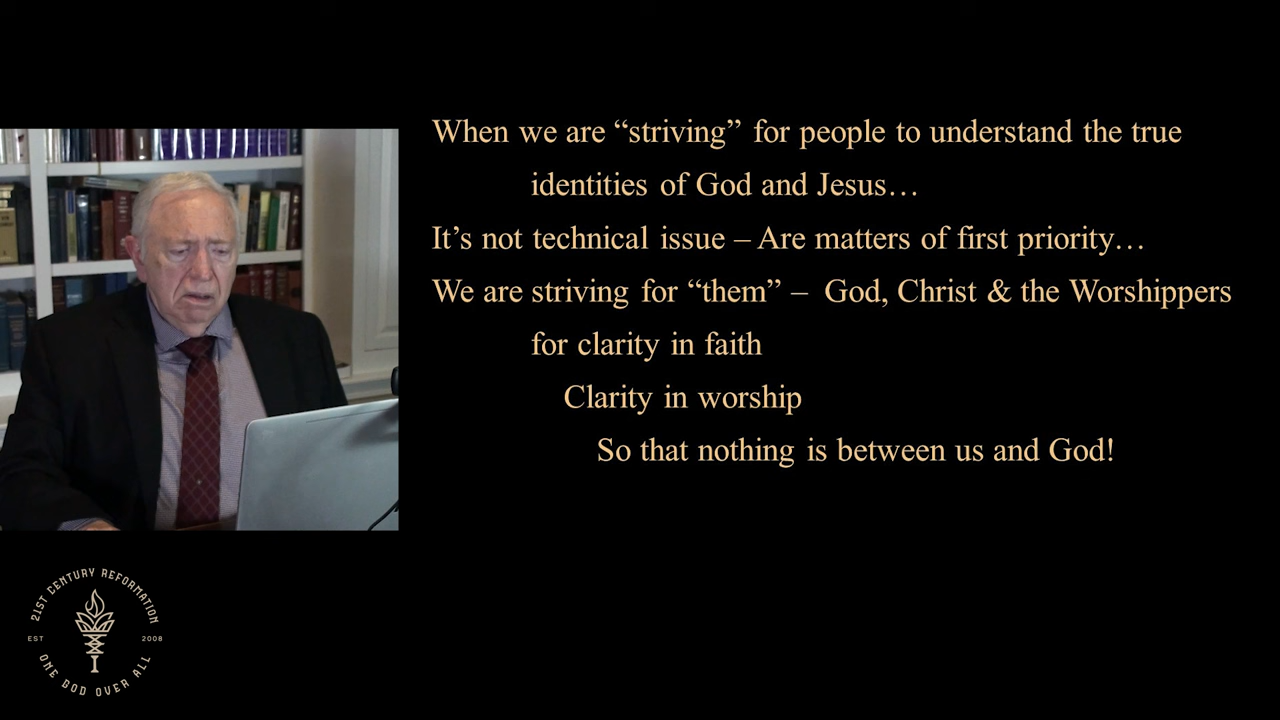 When we are “striving” for people to understand the true
identities of God and Jesus…
It’s not technical issue – Are matters of first priority…
We are striving for “them” – God, Christ & the Worshippers
for clarity in faith
Clarity in worship
So that nothing is between us and God!
21ST CENTURY REFORMATION
EST 2008
ONE GOD OVER ALL